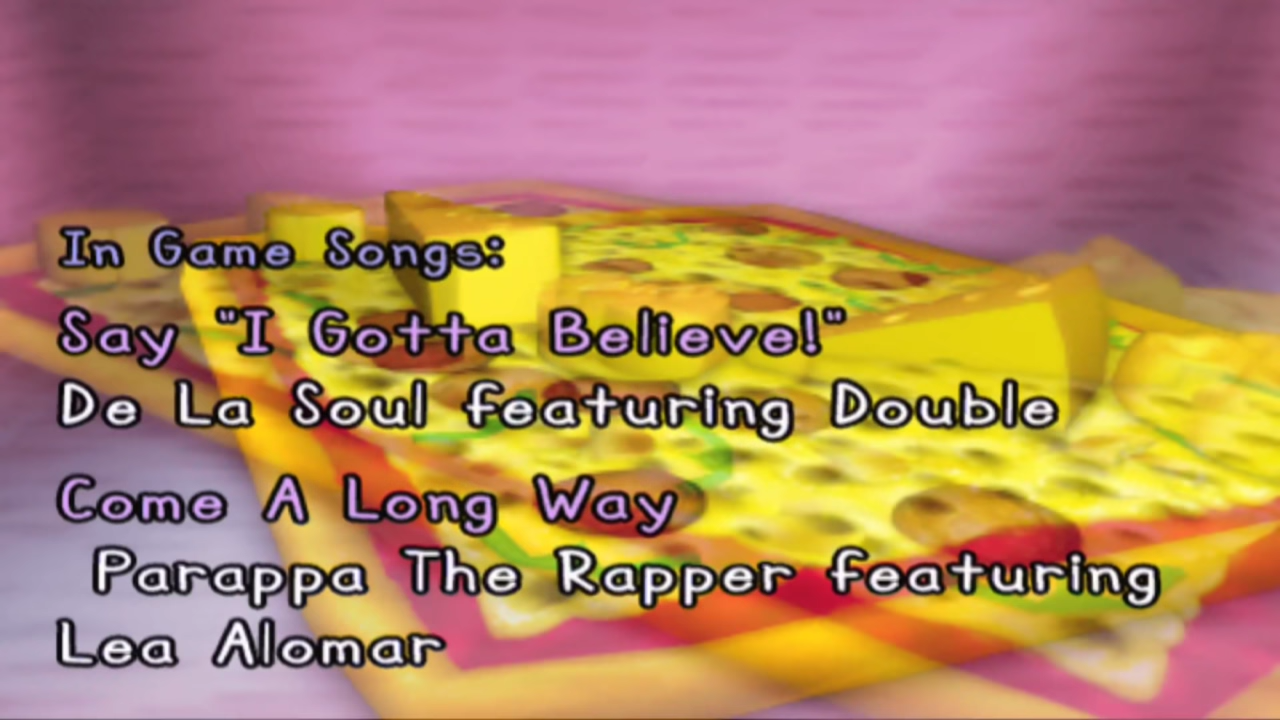 In Game Songs:
Say "I Gotta Believe!"
De La Soul featuring Double
Come A Long Way
Parappa The Rapper featuring
Lea Alomar